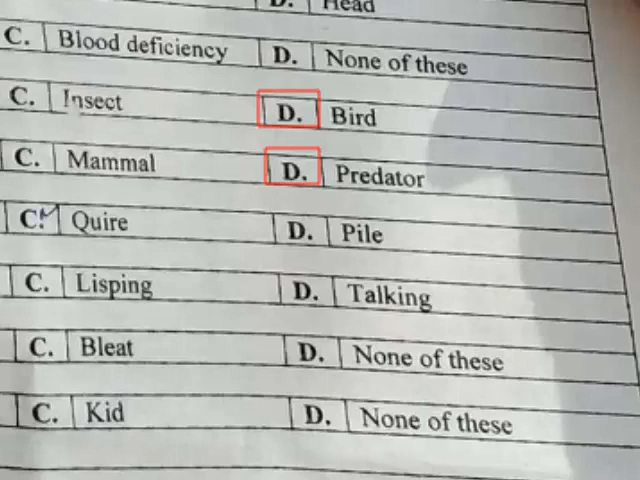 D. Head
C. Blood deficiency D. None of these
C. Insect D. Bird
C. Mammal D. Predator
C. Quire D. Pile
C. Lisping D. Talking
C. Bleat D. None of these
C. Kid D. None of these